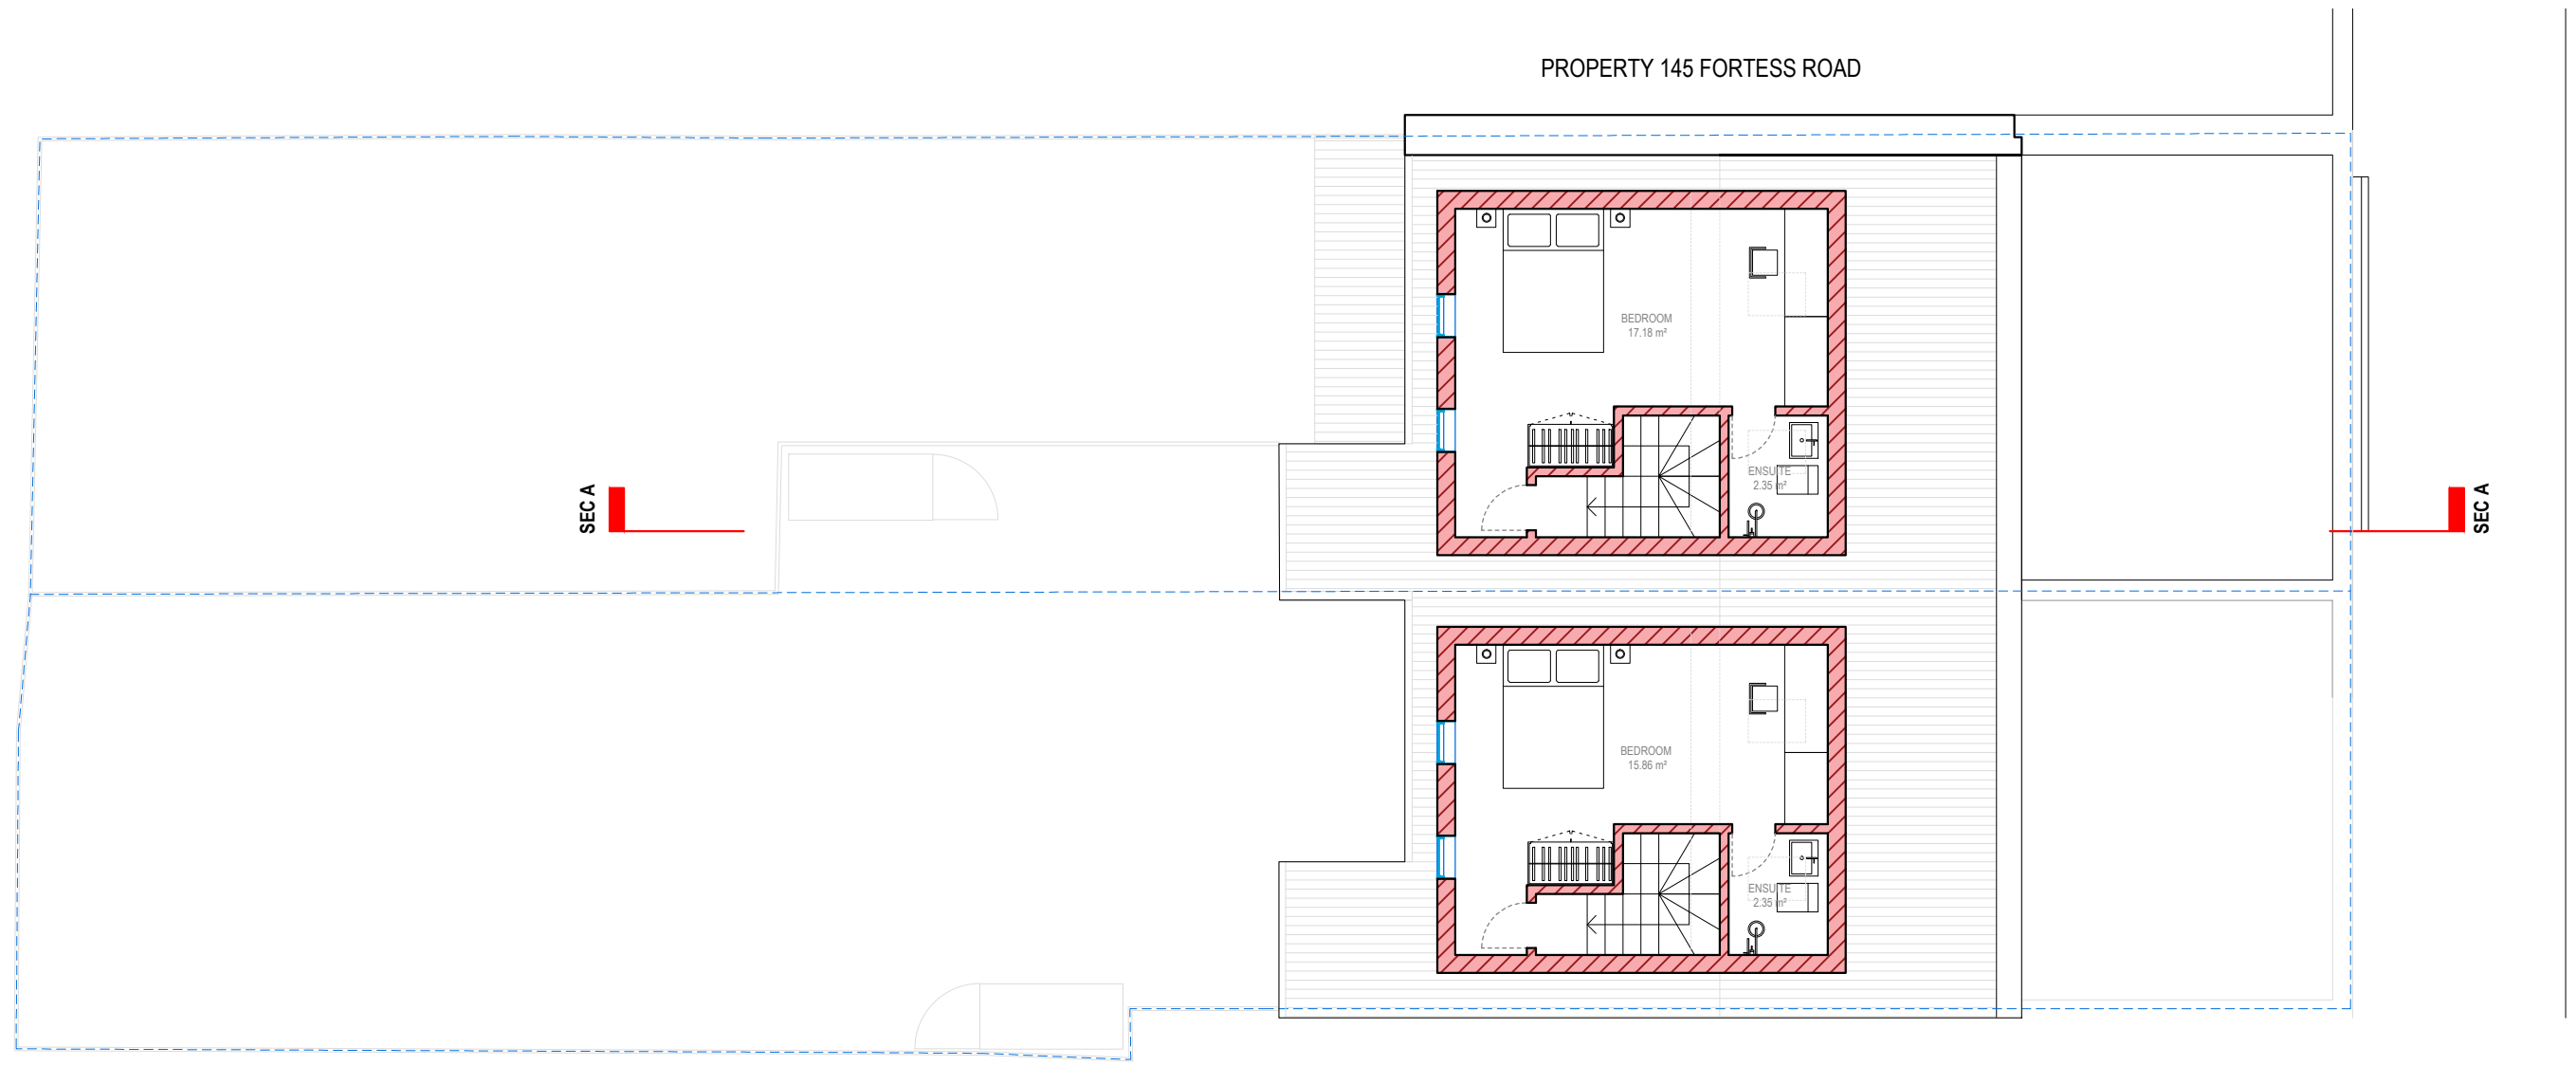 PROPERTY 145 FORTESS ROAD
BEDROOM
17.18 m²
ENSUITE
2.35 m²
SEC A
SEC A
BEDROOM
15.86 m²
ENSUITE
2.35 m²